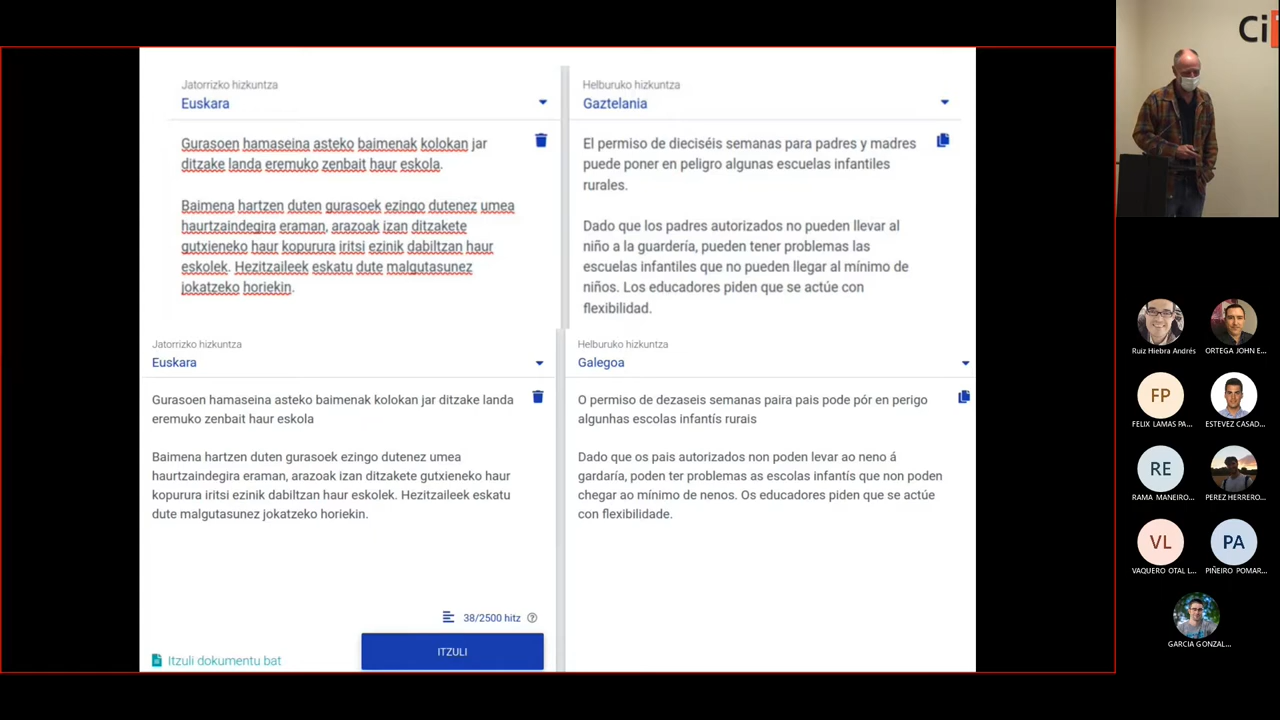 Ci
Jatorrizko hizkuntza
Euskara
Gurasoen hamaseina asteko baimenak kolokan jar
ditzake landa eremuko zenbait haur eskola.
Baimena hartzen duten gurasoek ezingo dutenez umea
haurtzaindegira eraman, arazoak izan ditzakete
gutxieneko haur kopurura iritsi ezinik dabiltzan haur
eskolek. Hezitzaileek eskatu dute malgutasunez
jokatzeko horiekin.
Helburuko hizkuntza
Gaztelania
El permiso de dieciséis semanas para padres y madres
puede poner en peligro algunas escuelas infantiles
rurales.
Dado que los padres autorizados no pueden llevar al
niño a la guardería, pueden tener problemas las
escuelas infantiles que no pueden llegar al mínimo de
niños. Los educadores piden que se actúe con
flexibilidad.
Jatorrizko hizkuntza
Euskara
Gurasoen hamaseina asteko baimenak kolokan jar ditzake landa
eremuko zenbait haur eskola
Baimena hartzen duten gurasoek ezingo dutenez umea
haurtzaindegira eraman, arazoak izan ditzakete gutxieneko haur
kopurura iritsi ezinik dabiltzan haur eskolek. Hezitzaileek eskatu
dute malgutasunez jokatzeko horiekin.
38/2500 hitz
Itzuli dokumentu bat
ITZULI
Helburuko hizkuntza
Galegoa
O permiso de dezaseis semanas paira pais pode pór en perigo
algunhas escolas infantís rurais
Dado que os pais autorizados non poden levar ao neno á
gardaría, poden ter problemas as escolas infantís que non poden
chegar ao mínimo de nenos. Os educadores piden que se actúe
con flexibilidade.
Ruiz Hiebra Andrés
ORTEGA JOHN E...
FP
FELIX LAMAS PA...
ESTEVEZ CASAD...
RE
RAMA MANEIRO...
PEREZ HERRERO...
VL
VAQUERO OTAL L...
PA
PIÑEIRO POMAR...
GARCIA GONZAL...